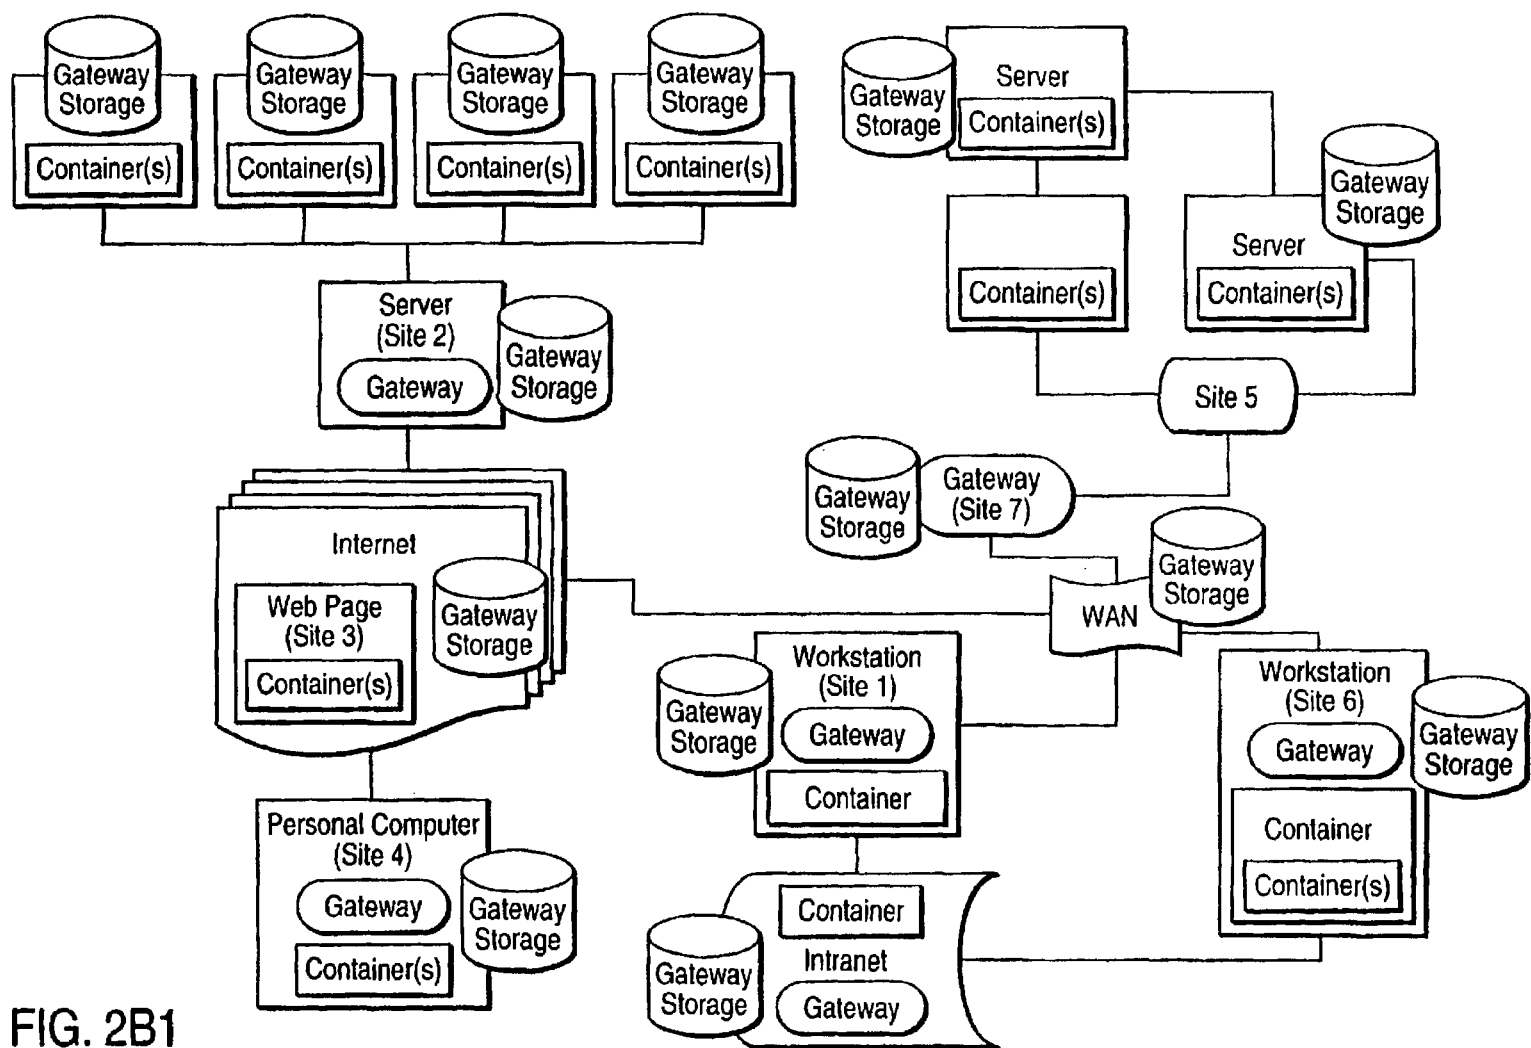 Gateway
Storage
Container(s)
Gateway
Storage
Container(s)
Gateway
Storage
Container(s)
Gateway
Storage
Container(s)
Server
(Site 2)
Gateway
Gateway
Storage
Internet
Web Page
(Site 3)
Container(s)
Gateway
Storage
Personal Computer
(Site 4)
Gateway
Container(s)
Gateway
Storage
Gateway
Storage
Server
Container(s)
Container(s)
Gateway
Storage
Server
Container(s)
Site 5
Gateway
Storage
Gateway
(Site 7)
Gateway
Storage
WAN
Gateway
Storage
Workstation
(Site 1)
Gateway
Container
Workstation
(Site 6)
Gateway
Container
Container(s)
Gateway
Storage
Container
Intranet
Gateway
Gateway
Storage
FIG. 2B1